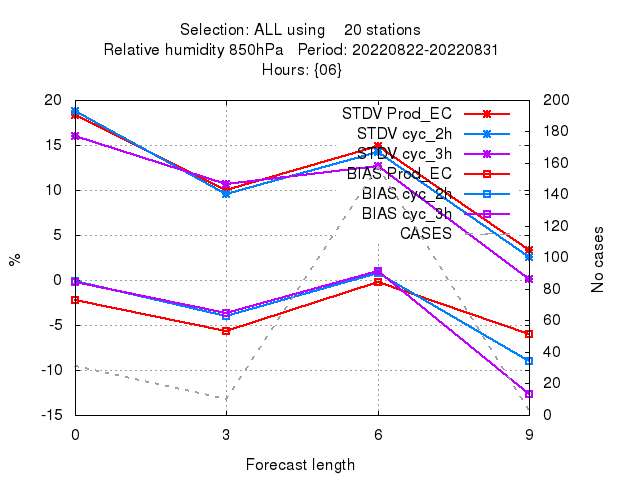 Selection: ALL using    20 stations
Relative humidity 850hPa   Period: 20220822-20220831
Hours: {06}
20
15
10
5
0
-5
-10
-15
%
200
180
160
140
120
100
80
60
40
20
0
No cases
STDV Prod_EC
STDV cyc_2h
STDV cyc_3h
BIAS Prod_EC
BIAS cyc_2h
BIAS cyc_3h
CASES
0 3 6 9
Forecast length